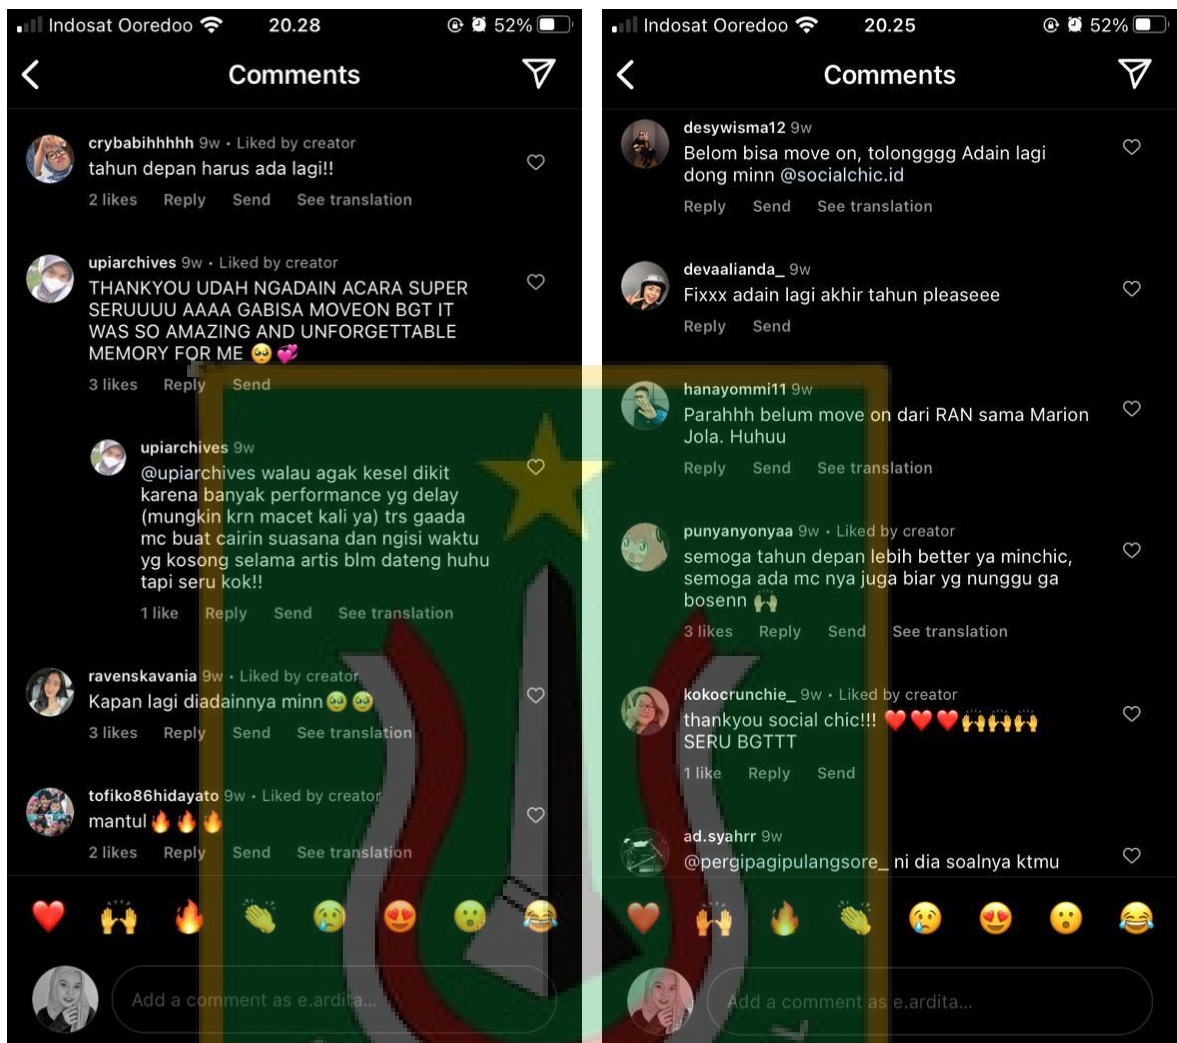 Indosat Ooredoo 20.28 52%
Comments
crybabihhhhh 9w • Liked by creator
tahun depan harus ada lagi!!
2 likes Reply Send See translation
upiarchives 9w • Liked by creator
THANKYOU UDAH NGADAIN ACARA SUPER
SERUUUU AAAA GABISA MOVEON BGT IT
WAS SO AMAZING AND UNFORGETTABLE
MEMORY FOR ME 🥺💞
3 likes Reply Send
upiarchives 9w
@upiarchives walau agak kesel dikit
karena banyak performance yg delay
(mungkin krn macet kali ya) trs gaada
mc buat cairin suasana dan ngisi waktu
yg kosong selama artis blm dateng huhu
tapi seru kok!!
1 like Reply Send See translation
ravenskavania 9w • Liked by creator
Kapan lagi diadainnya minn🥹🥹
3 likes Reply Send See translation
tofiko86hidayato 9w • Liked by creator
mantul🔥🔥🔥
2 likes Reply Send See translation
❤️🙌🔥👏😢😍😮😂
Add a comment as e.ardita...
Indosat Ooredoo 20.25 52%
Comments
desywisma12 9w
Belom bisa move on, tolongggg Adain lagi
dong minn @socialchic.id
Reply Send See translation
devaalianda_ 9w
Fixxx adain lagi akhir tahun pleaseee
Reply Send
hanayommi11 9w
Parahhh belum move on dari RAN sama Marion
Jola. Huhuu
Reply Send See translation
punyanyonyaa 9w • Liked by creator
semoga tahun depan lebih better ya minchic,
semoga ada mc nya juga biar yg nunggu ga
bosenn 🙌
3 likes Reply Send See translation
kokocrunchie_ 9w • Liked by creator
thankyou social chic!!! ❤️❤️❤️🙌🙌🙌
SERU BGTTT
1 like Reply Send
ad.syahrr 9w
@pergipagipulangsore_ ni dia soalnya ktmu
❤️🙌🔥👏😢😍😮😂
Add a comment as e.ardita...